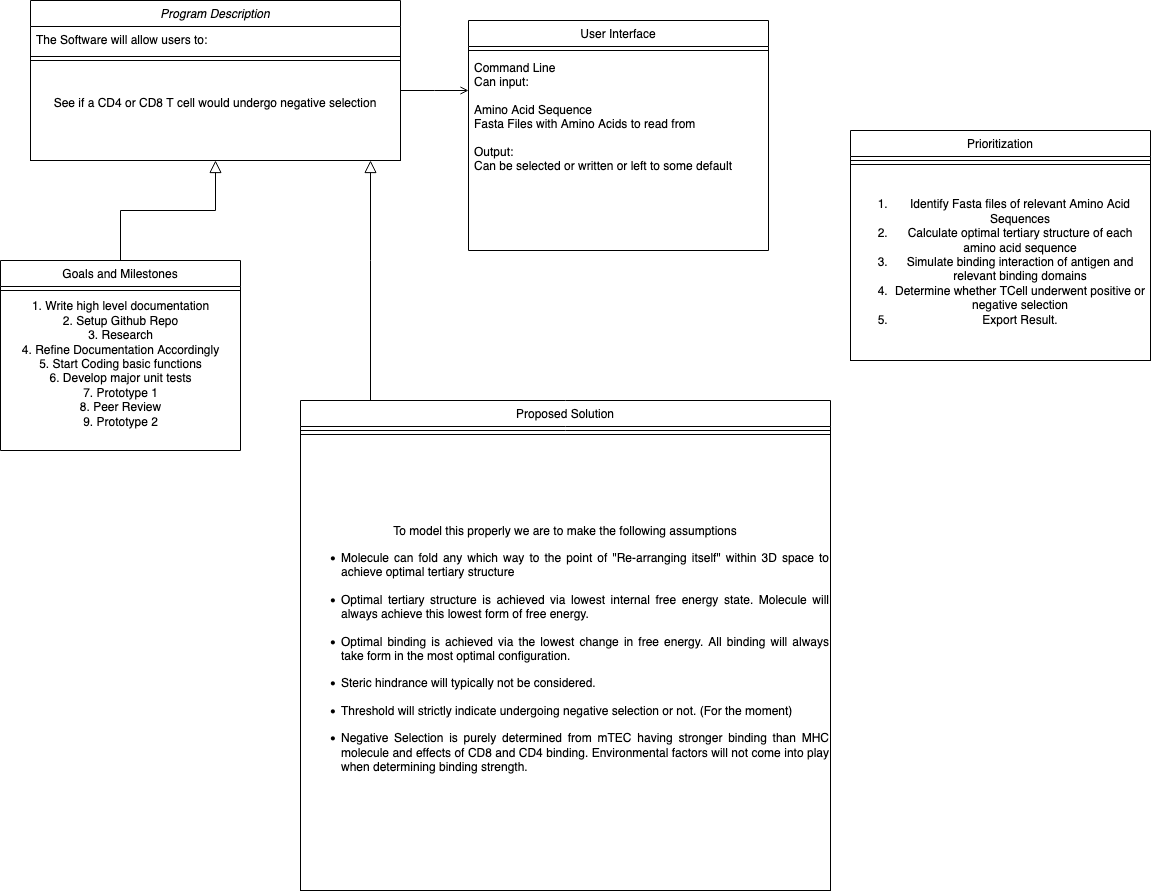 Program Description
The Software will allow users to:
See if a CD4 or CD8 T cell would undergo negative selection
User Interface
Command Line
Can input:
Amino Acid Sequence
Fasta Files with Amino Acids to read from
Output:
Can be selected or written or left to some default
Prioritization
1. Identify Fasta files of relevant Amino Acid
Sequences
2. Calculate optimal tertiary structure of each
amino acid sequence
3. Simulate binding interaction of antigen and
relevant binding domains
4. Determine whether TCell underwent positive or
negative selection
5. Export Result.
Goals and Milestones
1. Write high level documentation
2. Setup Github Repo
3. Research
4. Refine Documentation Accordingly
5. Start Coding basic functions
6. Develop major unit tests
7. Prototype 1
8. Peer Review
9. Prototype 2
Proposed Solution
To model this properly we are to make the following assumptions
• Molecule can fold any which way to the point of "Re-arranging itself" within 3D space to
achieve optimal tertiary structure
• Optimal tertiary structure is achieved via lowest internal free energy state. Molecule will
always achieve this lowest form of free energy.
• Optimal binding is achieved via the lowest change in free energy. All binding will always
take form in the most optimal configuration.
• Steric hindrance will typically not be considered.
• Threshold will strictly indicate undergoing negative selection or not. (For the moment)
• Negative Selection is purely determined from mTEC having stronger binding than MHC
molecule and effects of CD8 and CD4 binding. Environmental factors will not come into play
when determining binding strength.